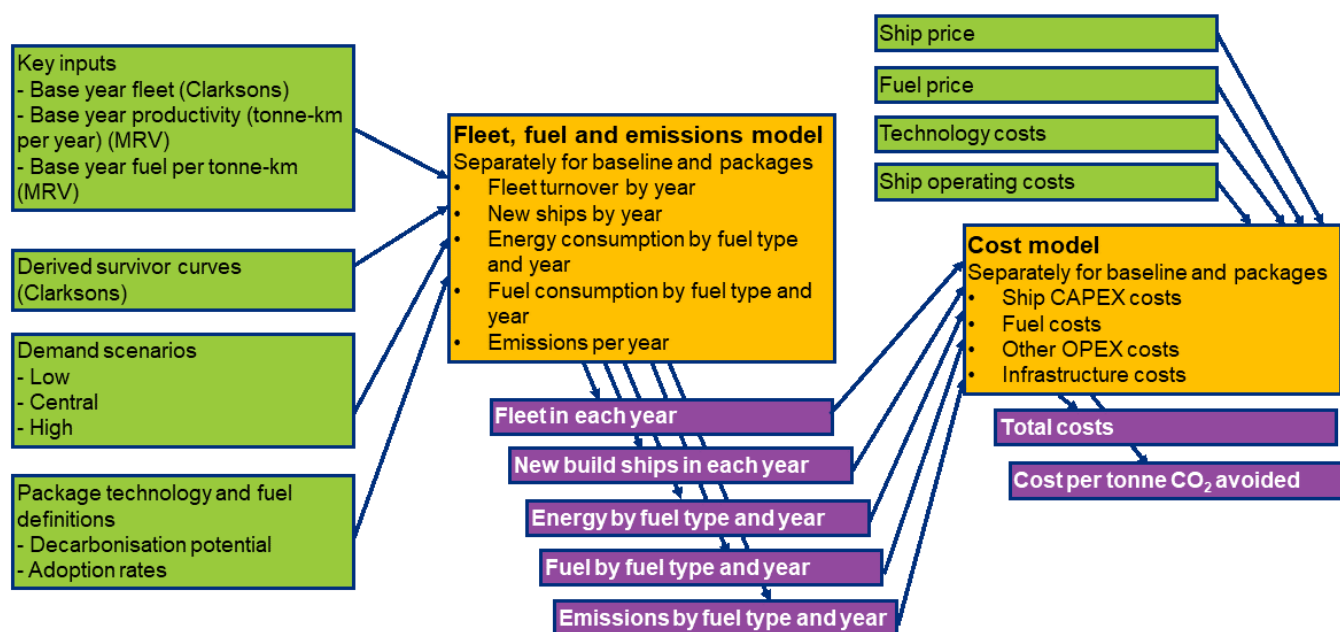 Key inputs
- Base year fleet (Clarksons)
- Base year productivity (tonne-km
per year) (MRV)
- Base year fuel per tonne-km
(MRV)
Derived survivor curves
(Clarksons)
Demand scenarios
- Low
- Central
- High
Package technology and fuel
definitions
- Decarbonisation potential
- Adoption rates
Fleet, fuel and emissions model
Separately for baseline and packages
• Fleet turnover by year
• New ships by year
• Energy consumption by fuel type
and year
• Fuel consumption by fuel type and
year
• Emissions per year
Fleet in each year
New build ships in each year
Energy by fuel type and year
Fuel by fuel type and year
Emissions by fuel type and year
Ship price
Fuel price
Technology costs
Ship operating costs
Cost model
Separately for baseline and packages
• Ship CAPEX costs
• Fuel costs
• Other OPEX costs
• Infrastructure costs
Total costs
Cost per tonne CO₂ avoided